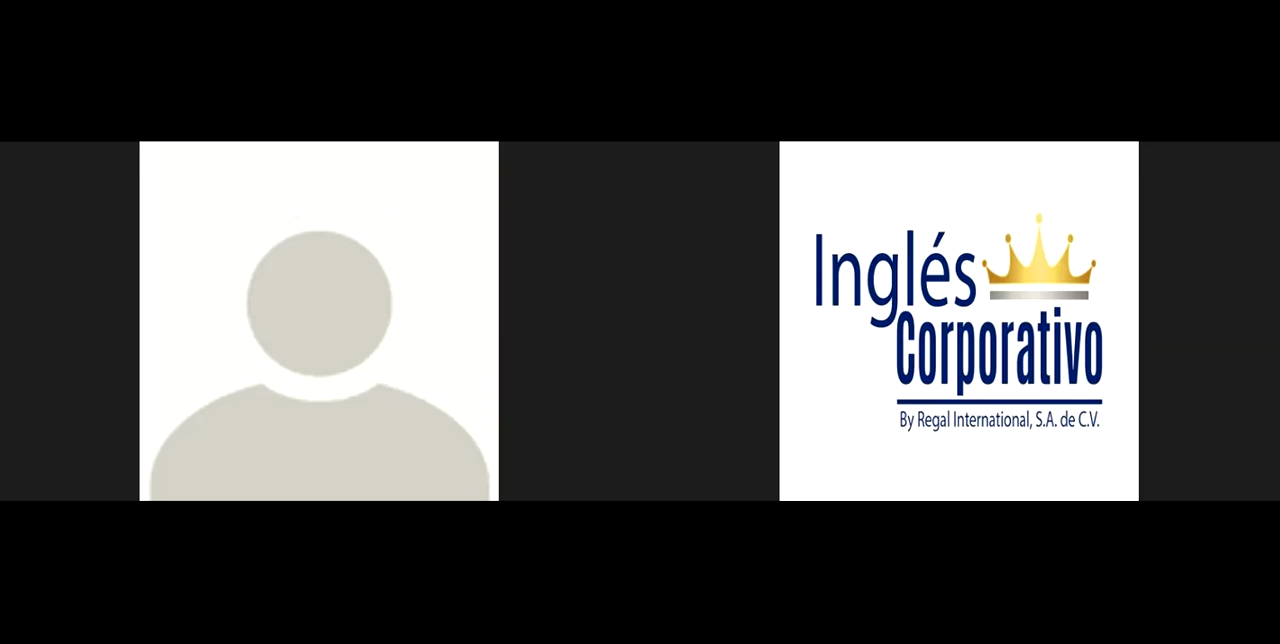 Inglés
Corporativo
By Regal International, S.A. de C.V.